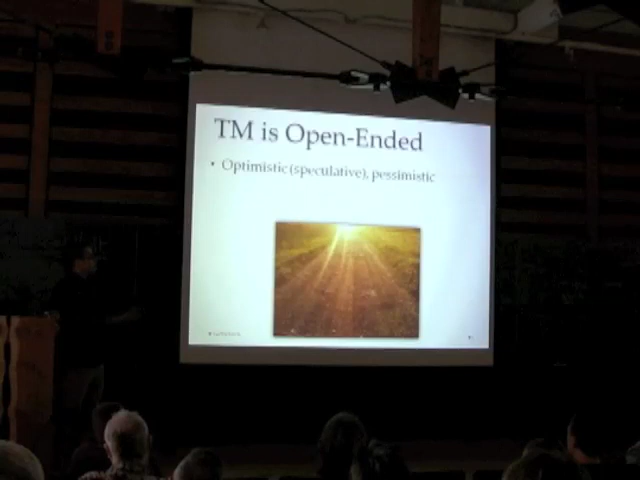 TM is Open-Ended
• Optimistic (speculative), pessimistic